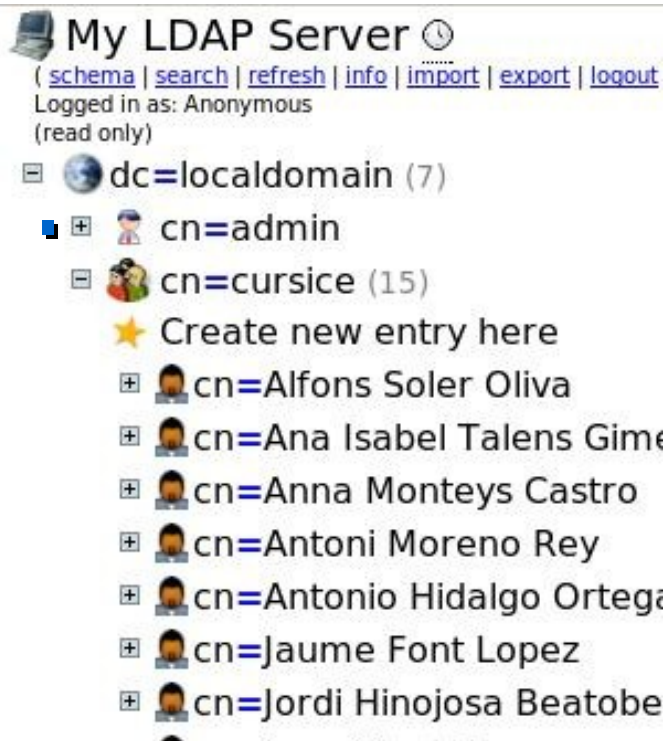 My LDAP Server
( schema | search | refresh | info | import | export | logout
Logged in as: Anonymous
(read only)
dc=localdomain (7)
cn=admin
cn=cursice (15)
Create new entry here
cn=Alfons Soler Oliva
cn=Ana Isabel Talens Gime
cn=Anna Monteys Castro
cn=Antoni Moreno Rey
cn=Antonio Hidalgo Ortega
cn=Jaume Font Lopez
cn=Jordi Hinojosa Beatobe